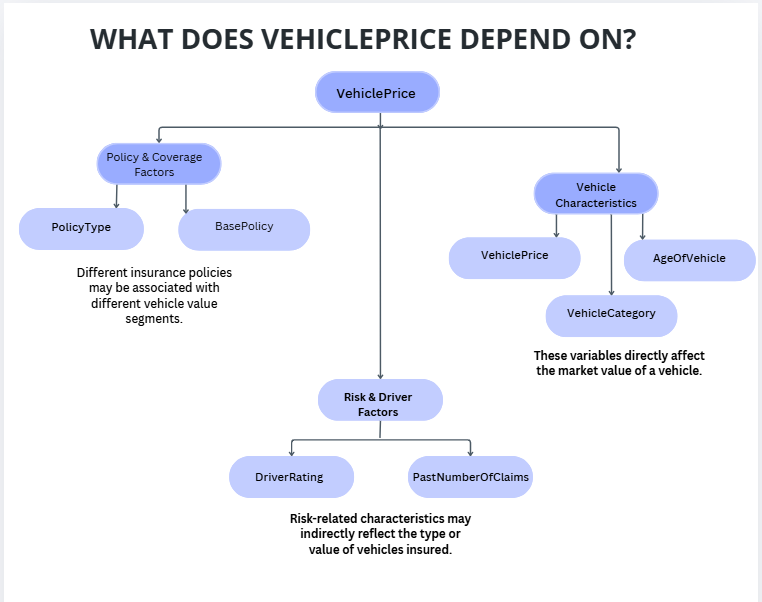 WHAT DOES VEHICLEPRICE DEPEND ON?
VehiclePrice
Policy & Coverage
Factors
PolicyType
BasePolicy
Different insurance policies
may be associated with
different vehicle value
segments.
Vehicle
Characteristics
VehiclePrice
AgeOfVehicle
VehicleCategory
These variables directly affect
the market value of a vehicle.
Risk & Driver
Factors
DriverRating
PastNumberOfClaims
Risk-related characteristics may
indirectly reflect the type or
value of vehicles insured.